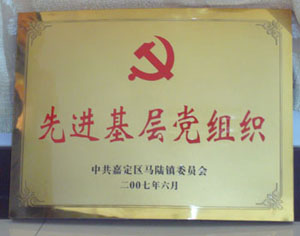 先进基层党组织
中共嘉定区马陆镇委员会
二00七年六月